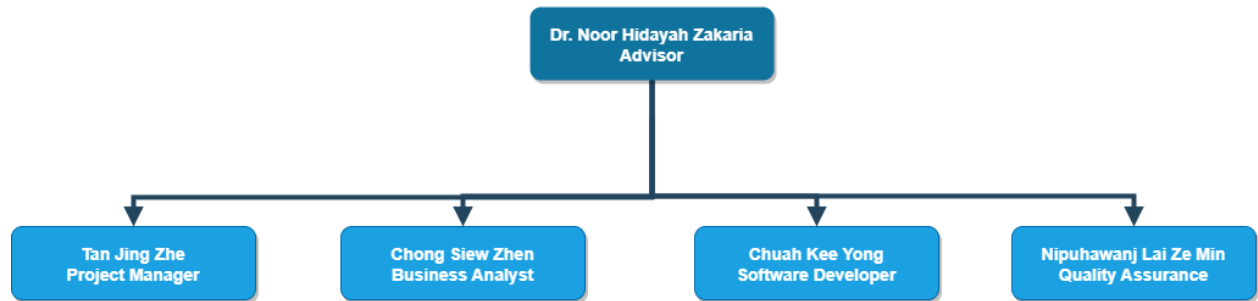 Dr. Noor Hidayah Zakaria
Advisor
Tan Jing Zhe
Project Manager
Chong Siew Zhen
Business Analyst
Chuah Kee Yong
Software Developer
Nipuhawanj Lai Ze Min
Quality Assurance